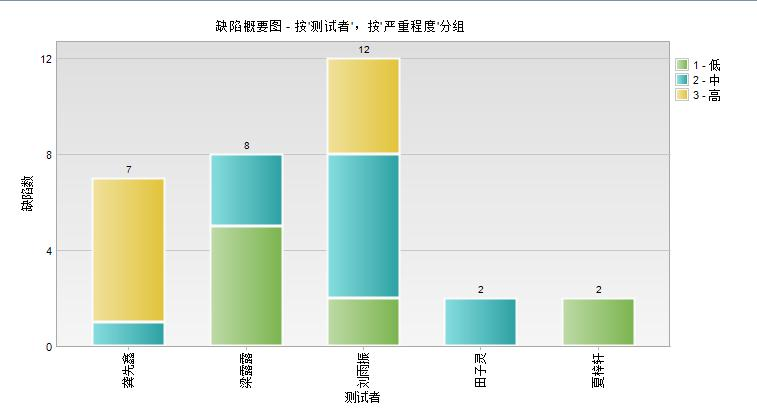 缺陷概要图 - 按'测试者'，按'严重程度'分组
1 - 低
2 - 中
3 - 高
缺陷数
12
8
4
0
7
8
12
2
2
龚先鑫
梁露露
刘雨振
田子灵
夏梓轩
测试者